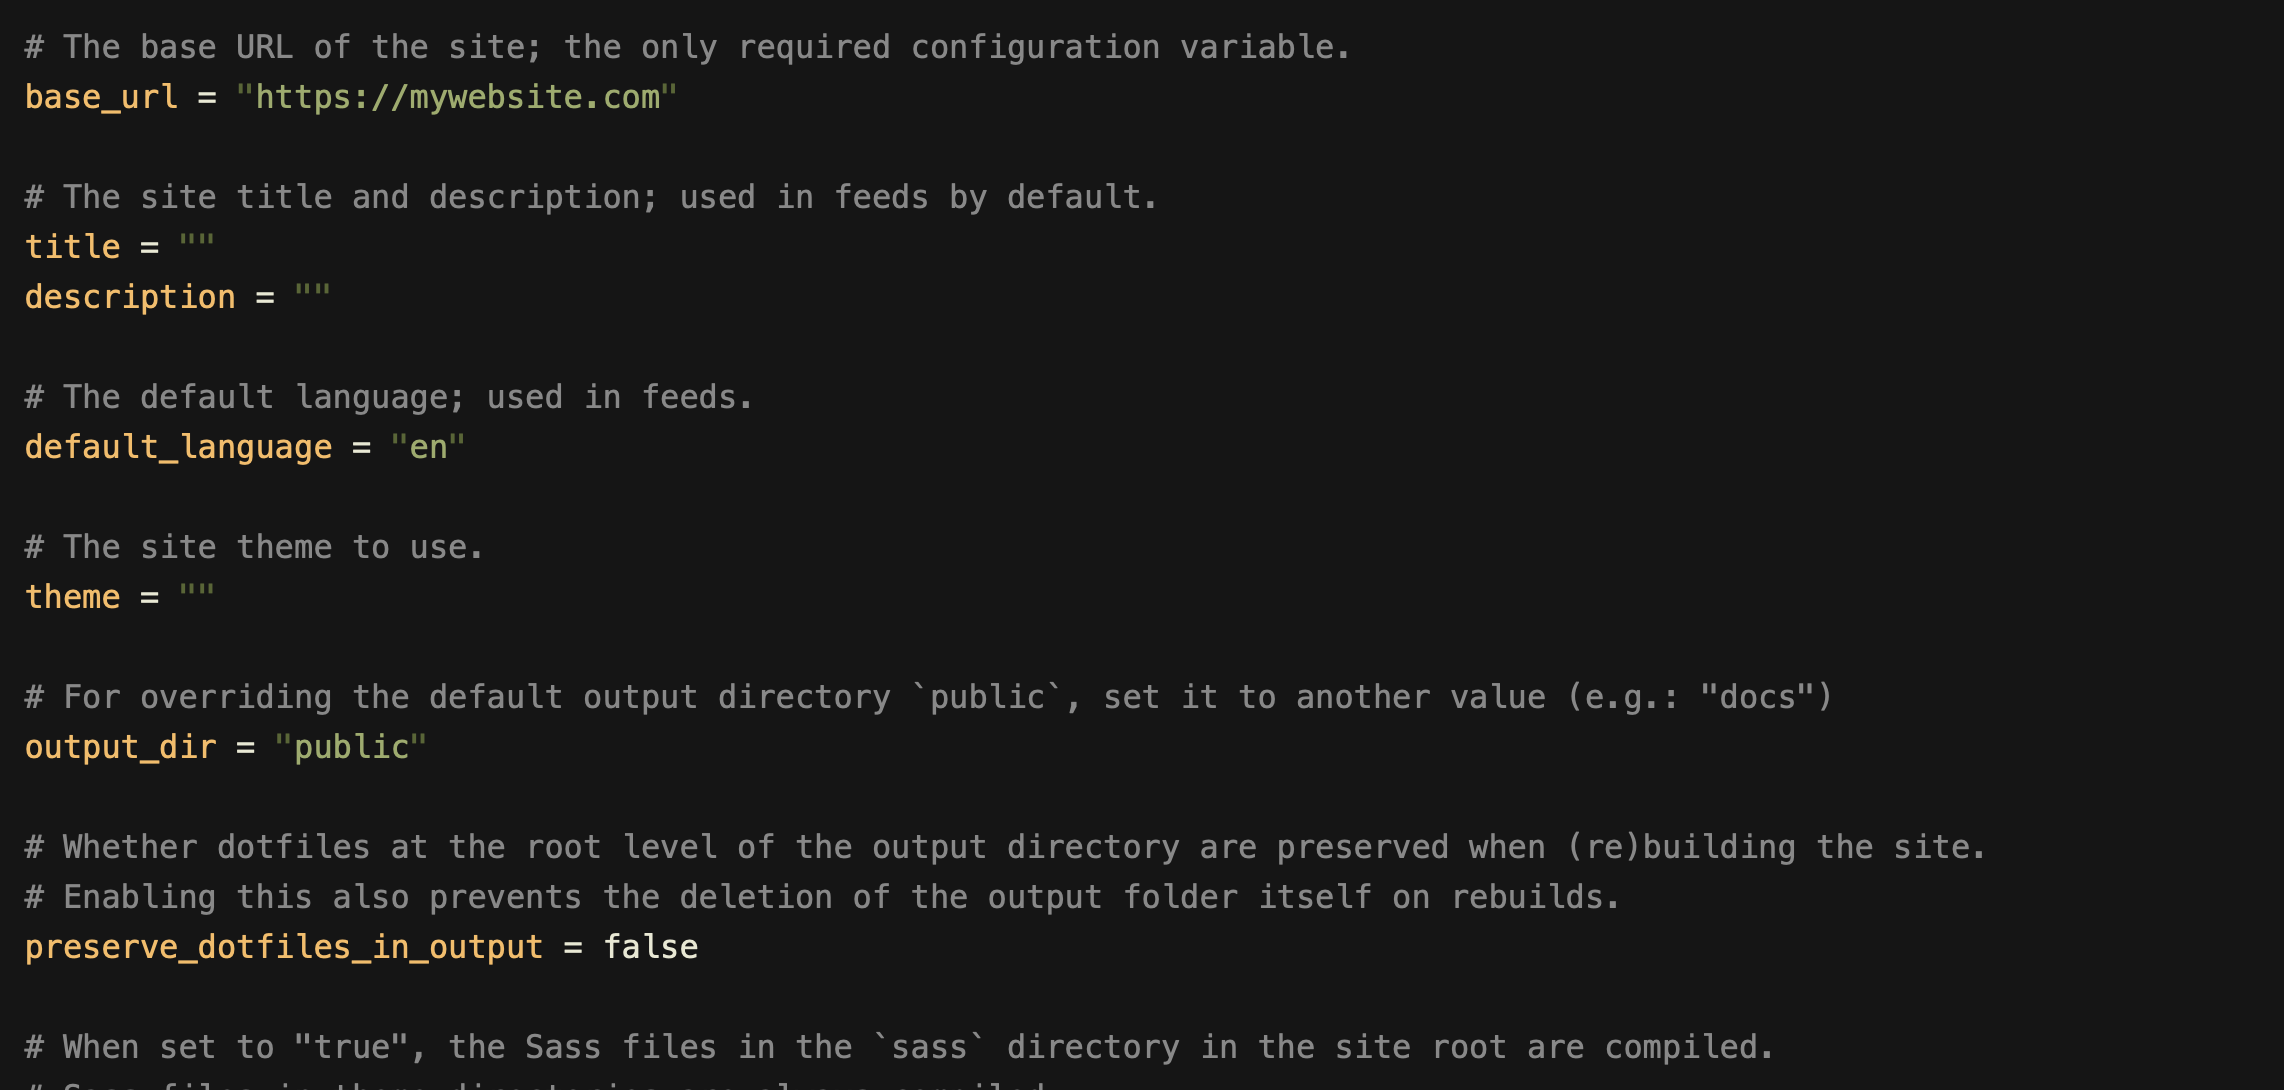 # The base URL of the site; the only required configuration variable.
base_url = "https://mywebsite.com"
# The site title and description; used in feeds by default.
title = ""
description = ""
# The default language; used in feeds.
default_language = "en"
# The site theme to use.
theme = ""
# For overriding the default output directory `public`, set it to another value (e.g.: "docs")
output_dir = "public"
# Whether dotfiles at the root level of the output directory are preserved when (re)building the site.
# Enabling this also prevents the deletion of the output folder itself on rebuilds.
preserve_dotfiles_in_output = false
# When set to "true", the Sass files in the `sass` directory in the site root are compiled.